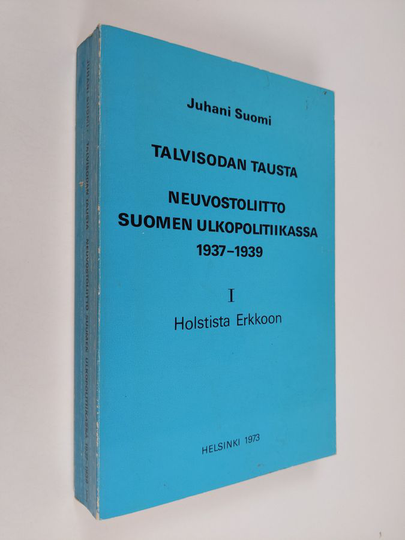 Juhani Suomi
TALVISODAN TAUSTA
NEUVOSTOLIITTO
SUOMEN ULKOPOLITIIKASSA
1937–1939
I
Holstista Erkkoon
HELSINKI 1973